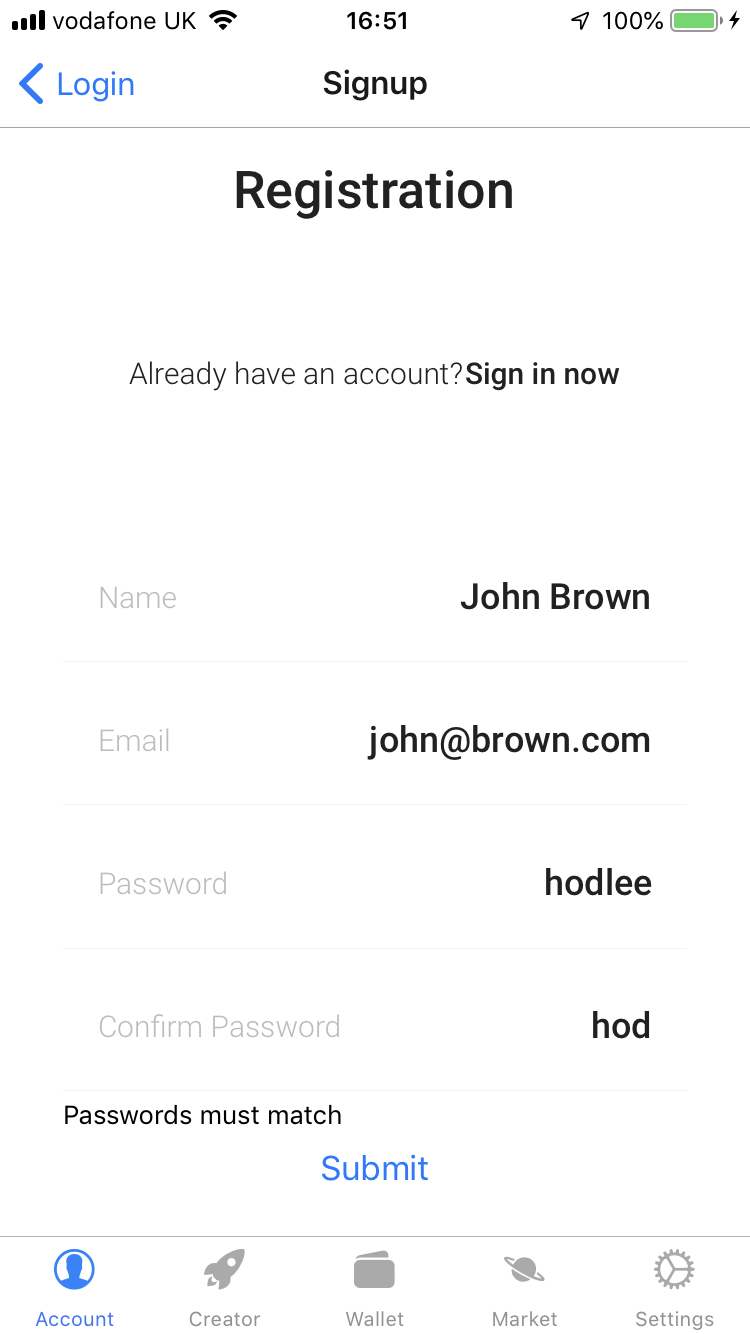 vodafone UK 16:51 100%
Login Signup
Registration
Already have an account?Sign in now
Name John Brown
Email john@brown.com
Password hodlee
Confirm Password hod
Passwords must match
Submit
Account Creator Wallet Market Settings